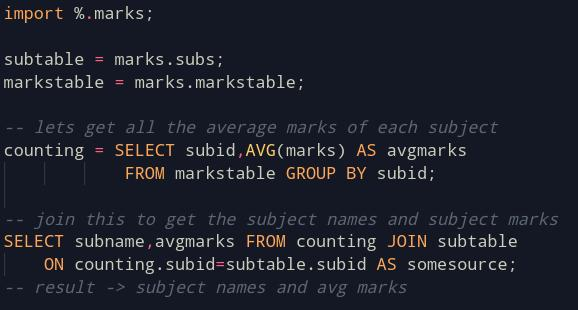 import %.marks;
subtable = marks.subs;
markstable = marks.markstable;
-- lets get all the average marks of each subject
counting = SELECT subid,AVG(marks) AS avgmarks
FROM markstable GROUP BY subid;
-- join this to get the subject names and subject marks
SELECT subname,avgmarks FROM counting JOIN subtable
ON counting.subid=subtable.subid AS somesource;
-- result -> subject names and avg marks